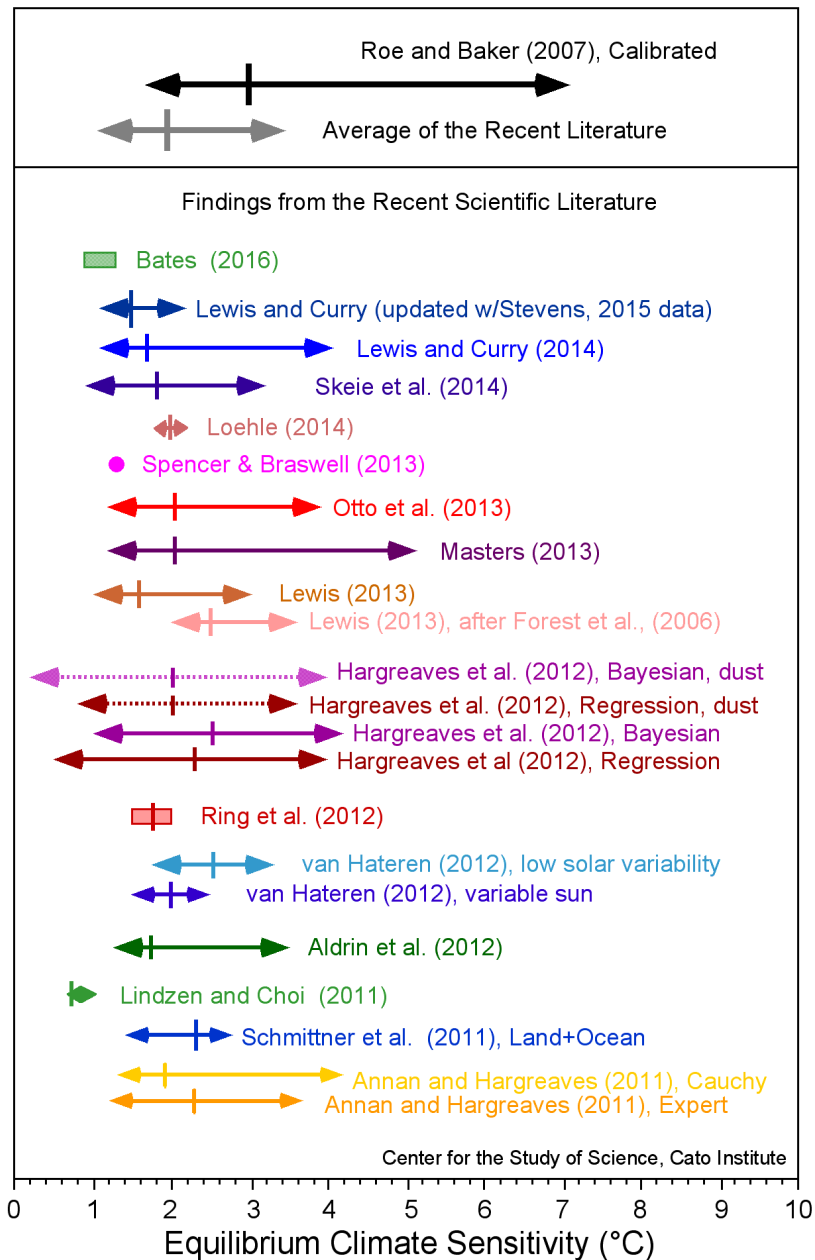 Roe and Baker (2007), Calibrated
Average of the Recent Literature
Findings from the Recent Scientific Literature
Bates  (2016)
Lewis and Curry (updated w/Stevens, 2015 data)
Lewis and Curry (2014)
Skeie et al. (2014)
Loehle (2014)
Spencer & Braswell (2013)
Otto et al. (2013)
Masters (2013)
Lewis (2013)
Lewis (2013), after Forest et al., (2006)
Hargreaves et al. (2012), Bayesian, dust
Hargreaves et al. (2012), Regression, dust
Hargreaves et al. (2012), Bayesian
Hargreaves et al (2012), Regression
Ring et al. (2012)
van Hateren (2012), low solar variability
van Hateren (2012), variable sun
Aldrin et al. (2012)
Lindzen and Choi  (2011)
Schmittner et al.  (2011), Land+Ocean
Annan and Hargreaves (2011), Cauchy
Annan and Hargreaves (2011), Expert
Center for the Study of Science, Cato Institute
0 1 2 3 4 5 6 7 8 9 10
Equilibrium Climate Sensitivity (°C)